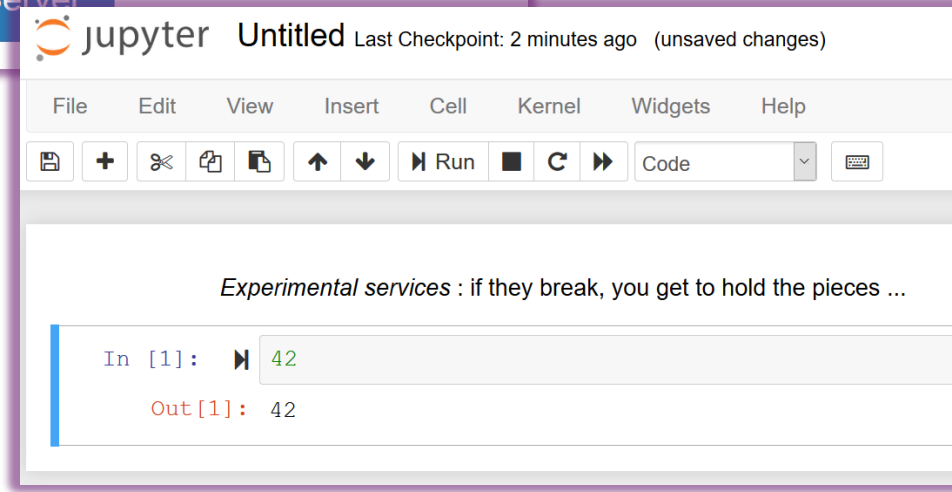 server
jupyter Untitled Last Checkpoint: 2 minutes ago (unsaved changes)
File Edit View Insert Cell Kernel Widgets Help
Run Code
Experimental services : if they break, you get to hold the pieces ...
In [1]: 42
Out[1]: 42